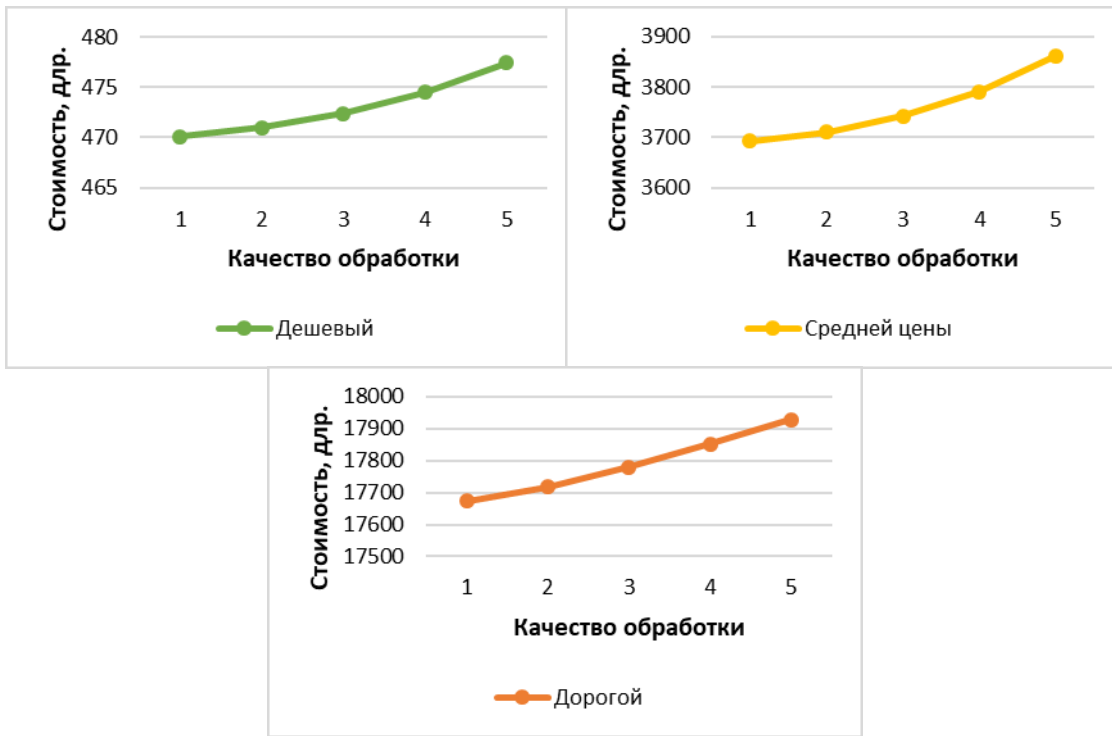 Стоимость, длр.
480
475
470
465
1 2 3 4 5
Качество обработки
Дешевый
Стоимость, длр.
3900
3800
3700
3600
1 2 3 4 5
Качество обработки
Средней цены
Стоимость, длр.
18000
17900
17800
17700
17600
17500
1 2 3 4 5
Качество обработки
Дорогой